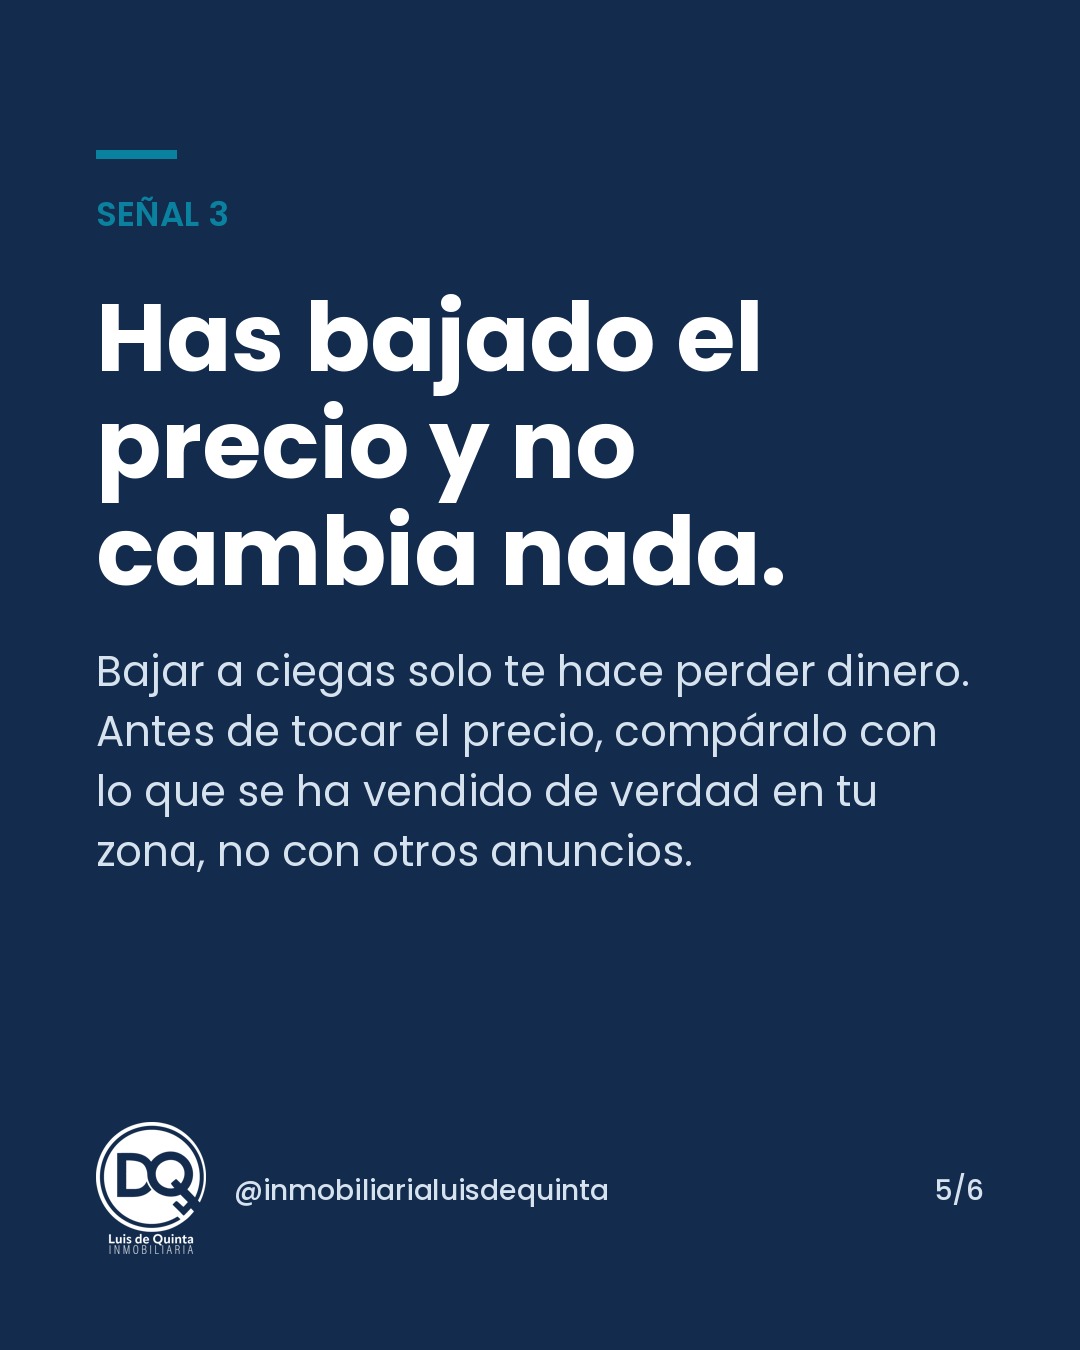 SEÑAL 3
Has bajado el
precio y no
cambia nada.
Bajar a ciegas solo te hace perder dinero.
Antes de tocar el precio, compáralo con
lo que se ha vendido de verdad en tu
zona, no con otros anuncios.
DQ
Luis de Quinta
INMOBILIARIA
@inmobiliarialuisdequinta
5/6